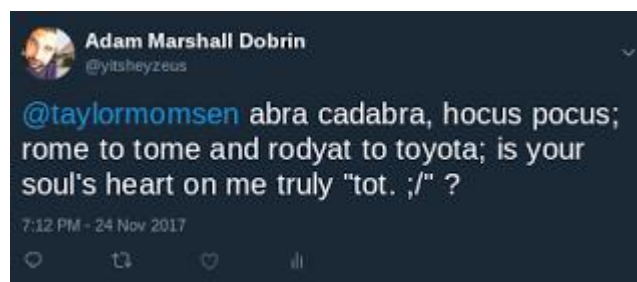 Adam Marshall Dobrin
@yitsheyzeus
@taylormomsen abra cadabra, hocus pocus;
rome to tome and rodyat to toyota; is your
soul's heart on me truly "tot. ;/" ?
7:12 PM - 24 Nov 2017